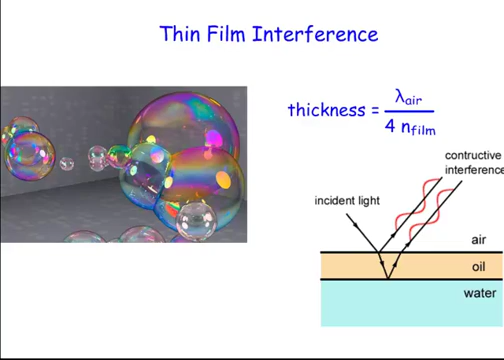 Thin Film Interference
thickness = λair / 4 nfilm
contructive
interference
incident light
air
oil
water